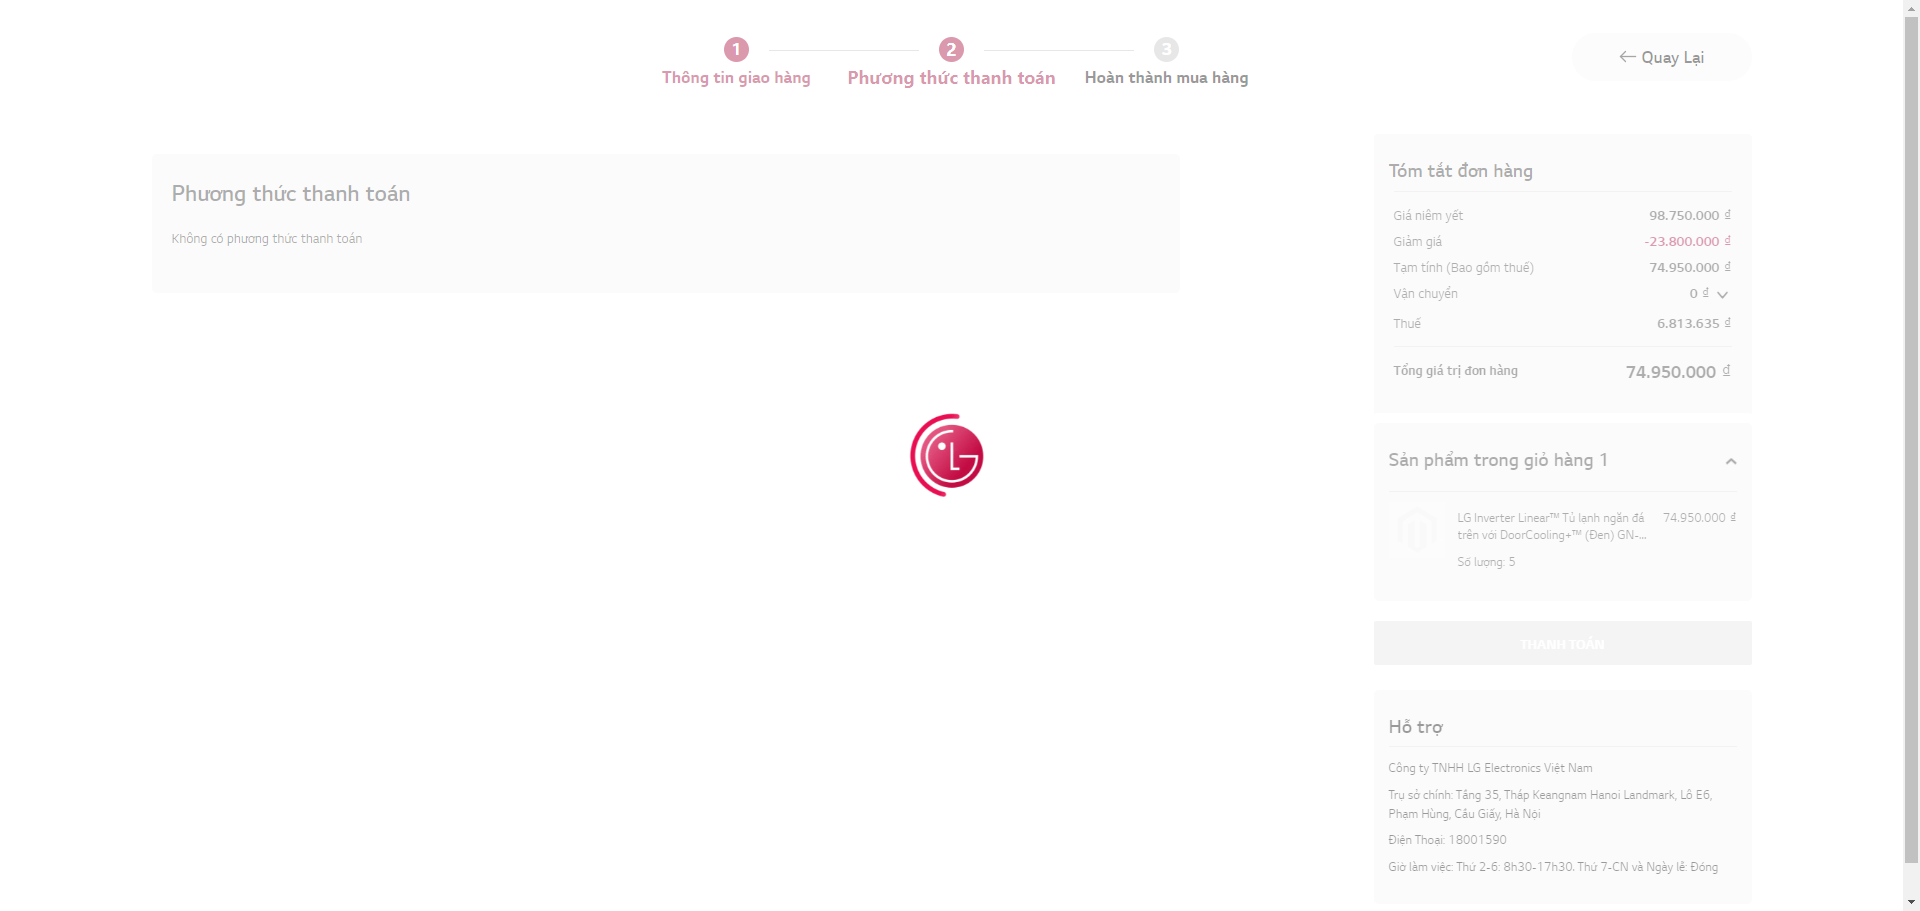 1
2
3
Thông tin giao hàng
Phương thức thanh toán
Hoàn thành mua hàng
← Quay Lại
Phương thức thanh toán
Không có phương thức thanh toán
Tóm tắt đơn hàng
Giá niêm yết 98.750.000 ₫
Giảm giá -23.800.000 ₫
Tạm tính (Bao gồm thuế) 74.950.000 ₫
Vận chuyển 0 ₫
Thuế 6.813.635 ₫
Tổng giá trị đơn hàng 74.950.000 ₫
LG
Sản phẩm trong giỏ hàng 1
LG Inverter Linear™ Tủ lạnh ngăn đá 74.950.000 ₫
trên với DoorCooling+™ (Đen) GN-...
Số lượng: 5
THANH TOÁN
Hỗ trợ
Công ty TNHH LG Electronics Việt Nam
Trụ sở chính: Tầng 35, Tháp Keangnam Hanoi Landmark, Lô E6,
Phạm Hùng, Cầu Giấy, Hà Nội
Điện Thoại: 18001590
Giờ làm việc: Thứ 2-6: 8h30-17h30. Thứ 7-CN và Ngày lễ: Đóng